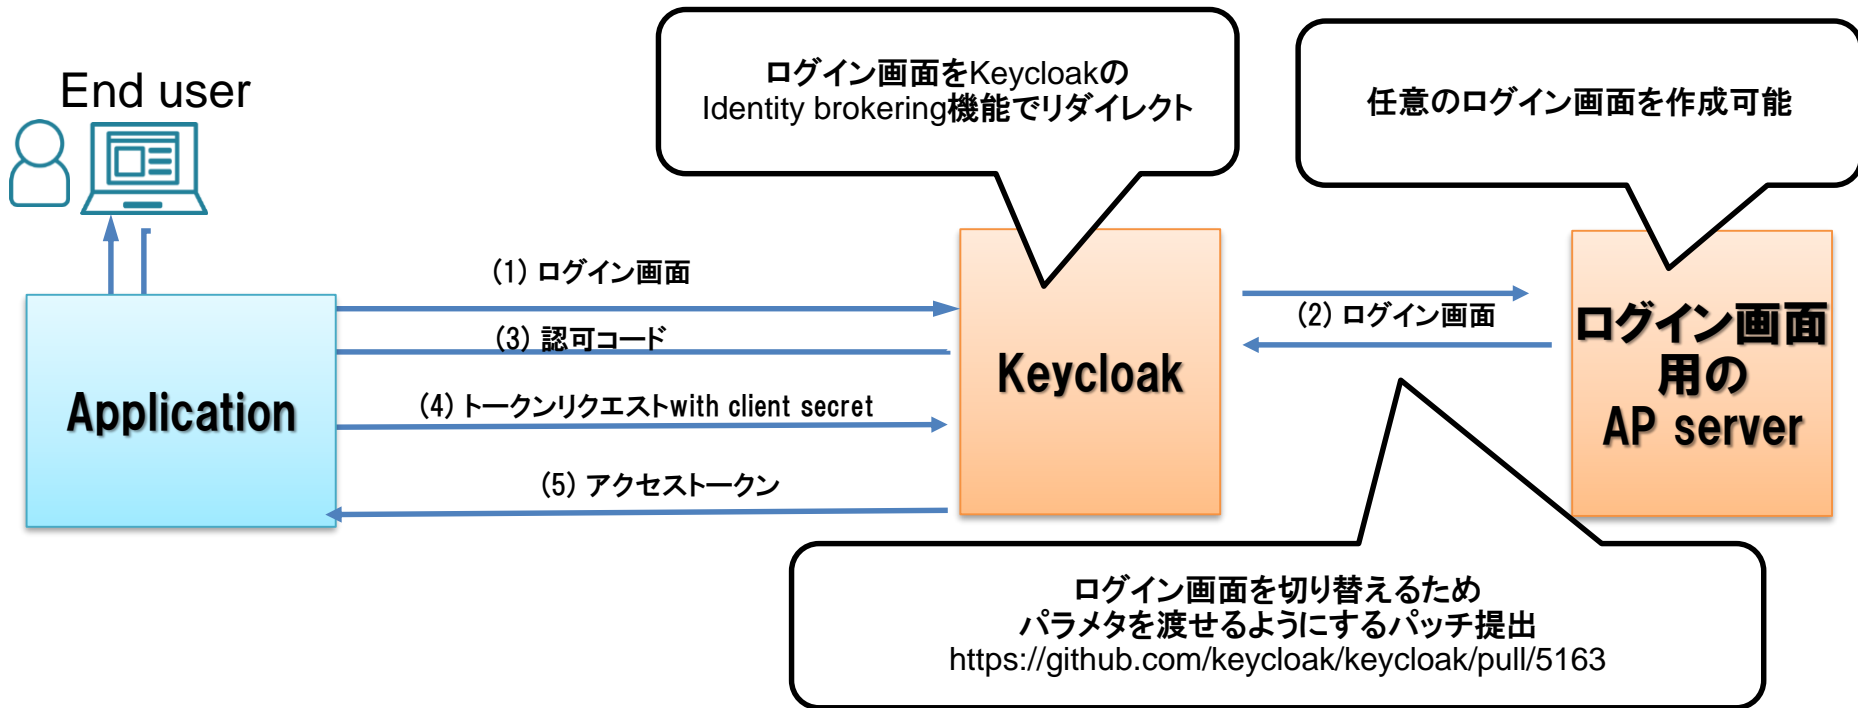 ログイン画面をKeycloakの
Identity brokering機能でリダイレクト
任意のログイン画面を作成可能
End user
(1) ログイン画面
(2) ログイン画面
(3) 認可コード
Application
Keycloak
ログイン画面
用の
AP server
(4) トークンリクエストwith client secret
(5) アクセストークン
ログイン画面を切り替えるため
パラメタを渡せるようにするパッチ提出
https://github.com/keycloak/keycloak/pull/5163